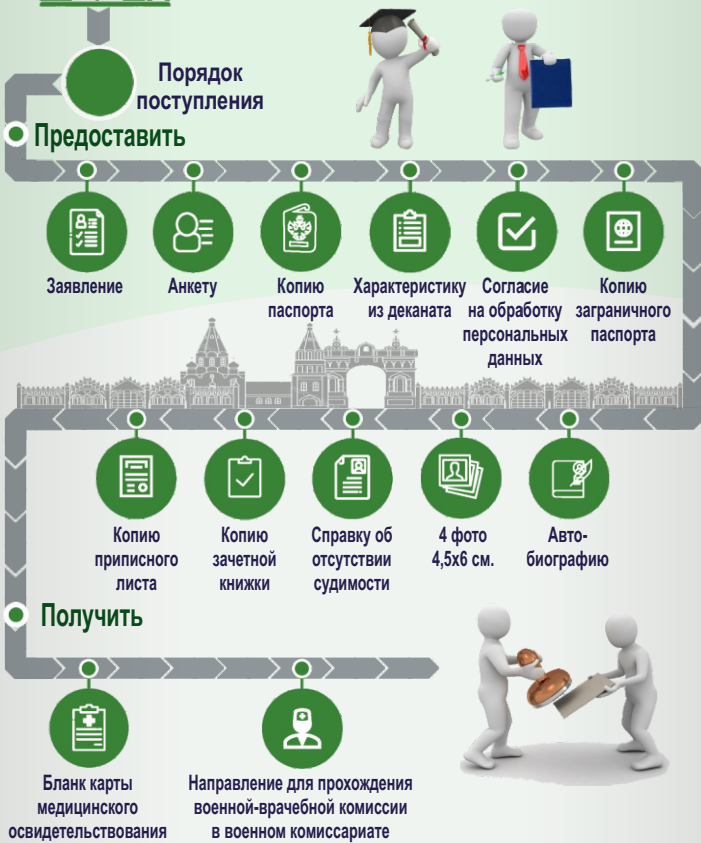 Порядок
поступления
Предоставить
Заявление
Анкету
Копию
паспорта
Характеристику
из деканата
Согласие
на обработку
персональных
данных
Копию
заграничного
паспорта
Копию
приписного
листа
Копию
зачетной
книжки
Справку об
отсутствии
судимости
4 фото
4,5х6 см.
Авто-
биографию
Получить
Бланк карты
медицинского
освидетельствования
Направление для прохождения
военной-врачебной комиссии
в военном комиссариате